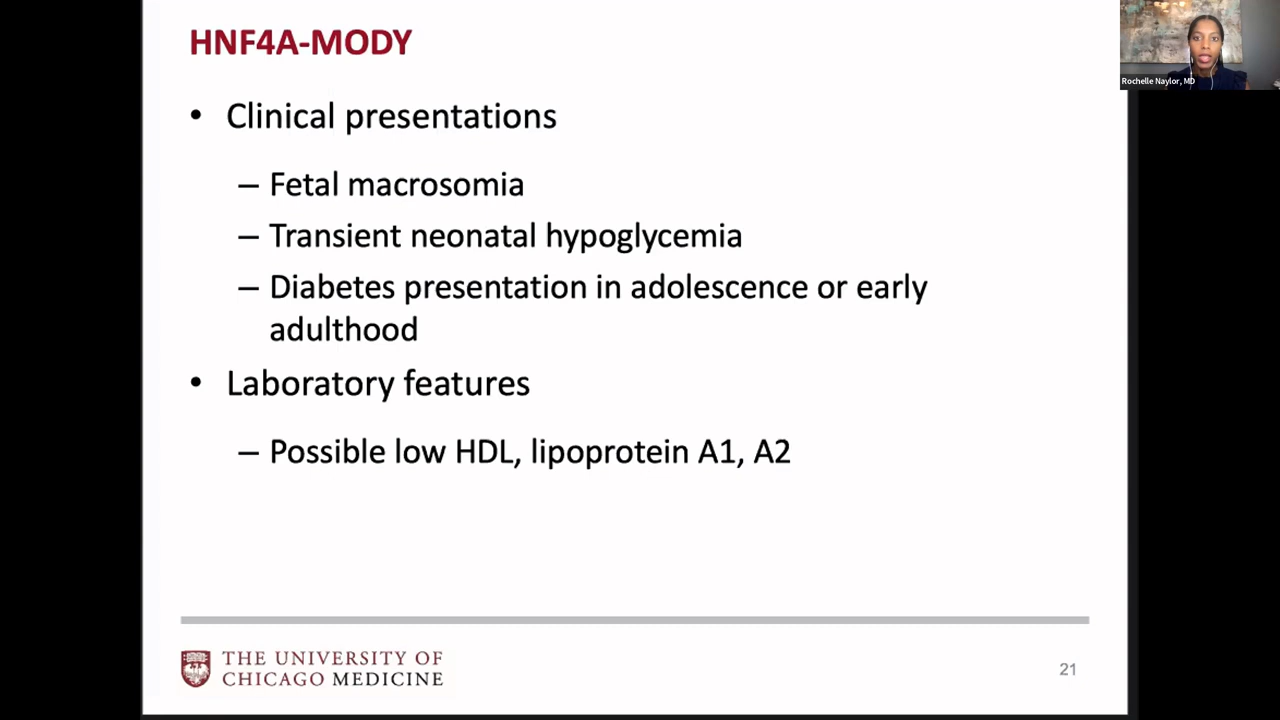 HNF4A-MODY
Rochelle Naylor, MD
• Clinical presentations
– Fetal macrosomia
– Transient neonatal hypoglycemia
– Diabetes presentation in adolescence or early
adulthood
• Laboratory features
– Possible low HDL, lipoprotein A1, A2
THE UNIVERSITY OF
CHICAGO MEDICINE
21